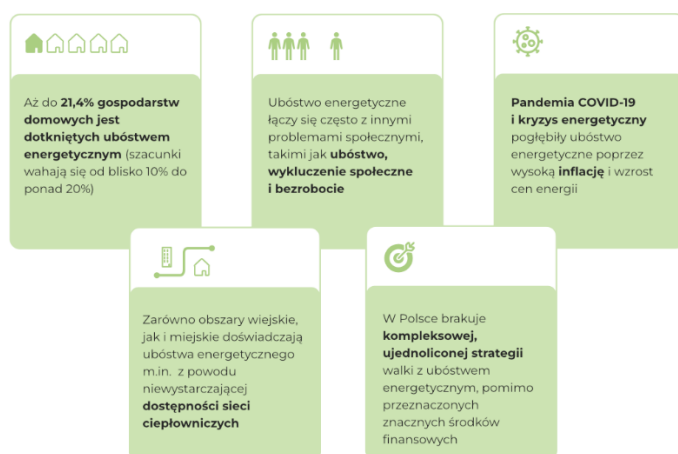 Aż do 21,4% gospodarstw
domowych jest
dotkniętych ubóstwem
energetycznym (szacunki
wahają się od blisko 10% do
ponad 20%)
Ubóstwo energetyczne
łączy się często z innymi
problemami społecznymi,
takimi jak ubóstwo,
wykluczenie społeczne
i bezrobocie
Pandemia COVID-19
i kryzys energetyczny
pogłębiły ubóstwo
energetyczne poprzez
wysoką inflację i wzrost
cen energii
Zarówno obszary wiejskie,
jak i miejskie doświadczają
ubóstwa energetycznego
m.in. z powodu
niewystarczającej
dostępności sieci
ciepłowniczych
W Polsce brakuje
kompleksowej,
ujednoliconej strategii
walki z ubóstwem
energetycznym, pomimo
przeznaczonych
znacznych środków
finansowych